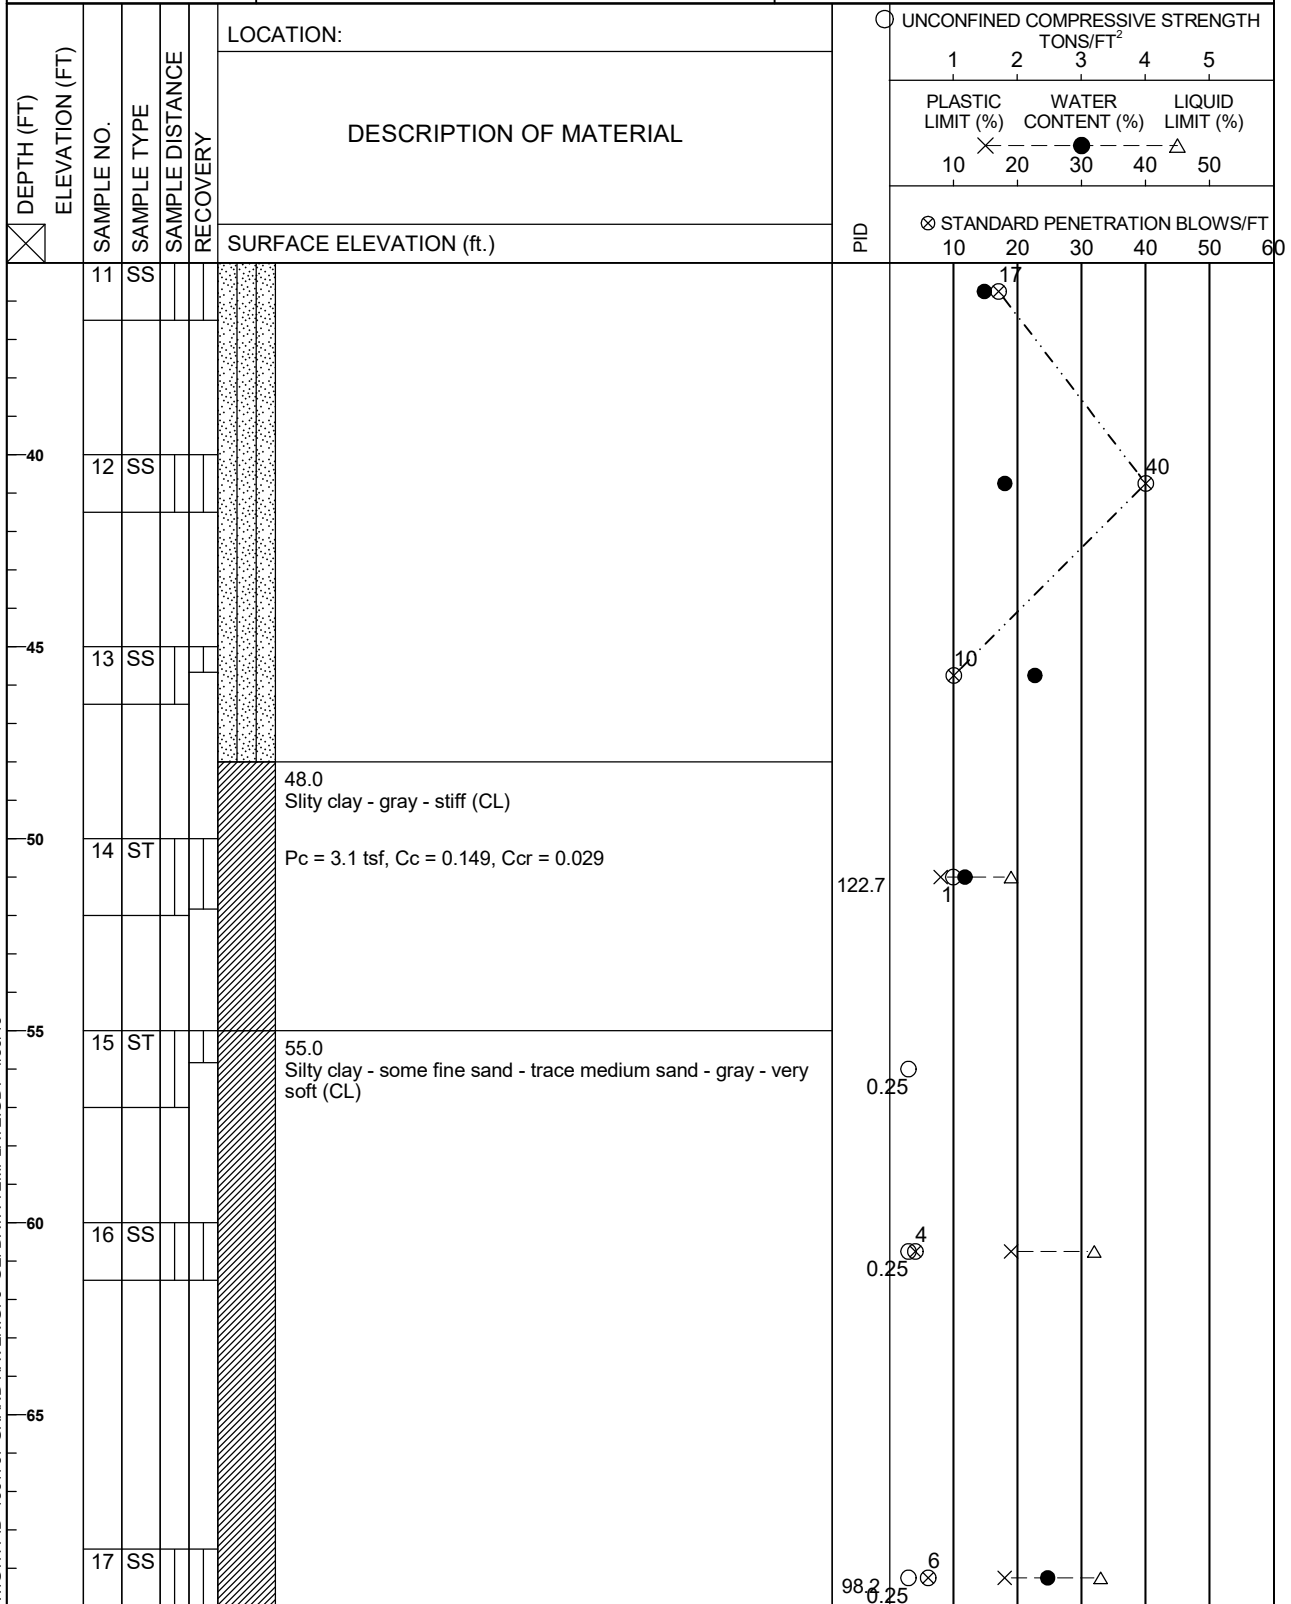 LOCATION:
UNCONFINED COMPRESSIVE STRENGTH
TONS/FT²
1 2 3 4 5
DEPTH (FT)
ELEVATION (FT)
SAMPLE NO.
SAMPLE TYPE
SAMPLE DISTANCE
RECOVERY
DESCRIPTION OF MATERIAL
PLASTIC LIMIT (%)
WATER CONTENT (%)
LIQUID LIMIT (%)
10 20 30 40 50
SURFACE ELEVATION (ft.)
PID
STANDARD PENETRATION BLOWS/FT
10 20 30 40 50 60
11 SS
17
40
12 SS
40
45
13 SS
10
48.0
Slity clay - gray - stiff (CL)
50
14 ST
Pc = 3.1 tsf, Cc = 0.149, Ccr = 0.029
122.7
1
55
15 ST
55.0
Silty clay - some fine sand - trace medium sand - gray - very
soft (CL)
0.25
60
16 SS
4
0.25
65
17 SS
6
98.2
0.25